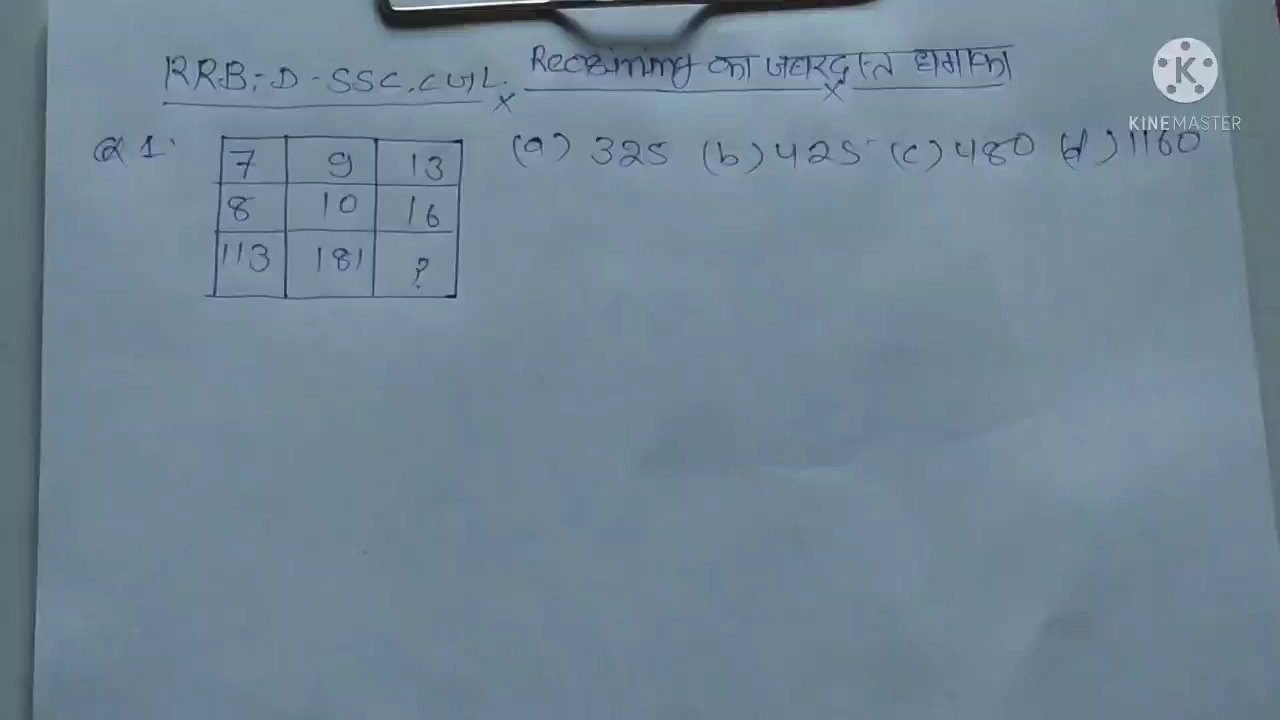 RRB-D-SSC, CGL. Reasining का जबरदस्त धमाका
K
KINEMASTER
Q 1. (a) 325 (b) 425 (c) 480 (d) 1160
7 9 13
8 10 16
113 181 ?